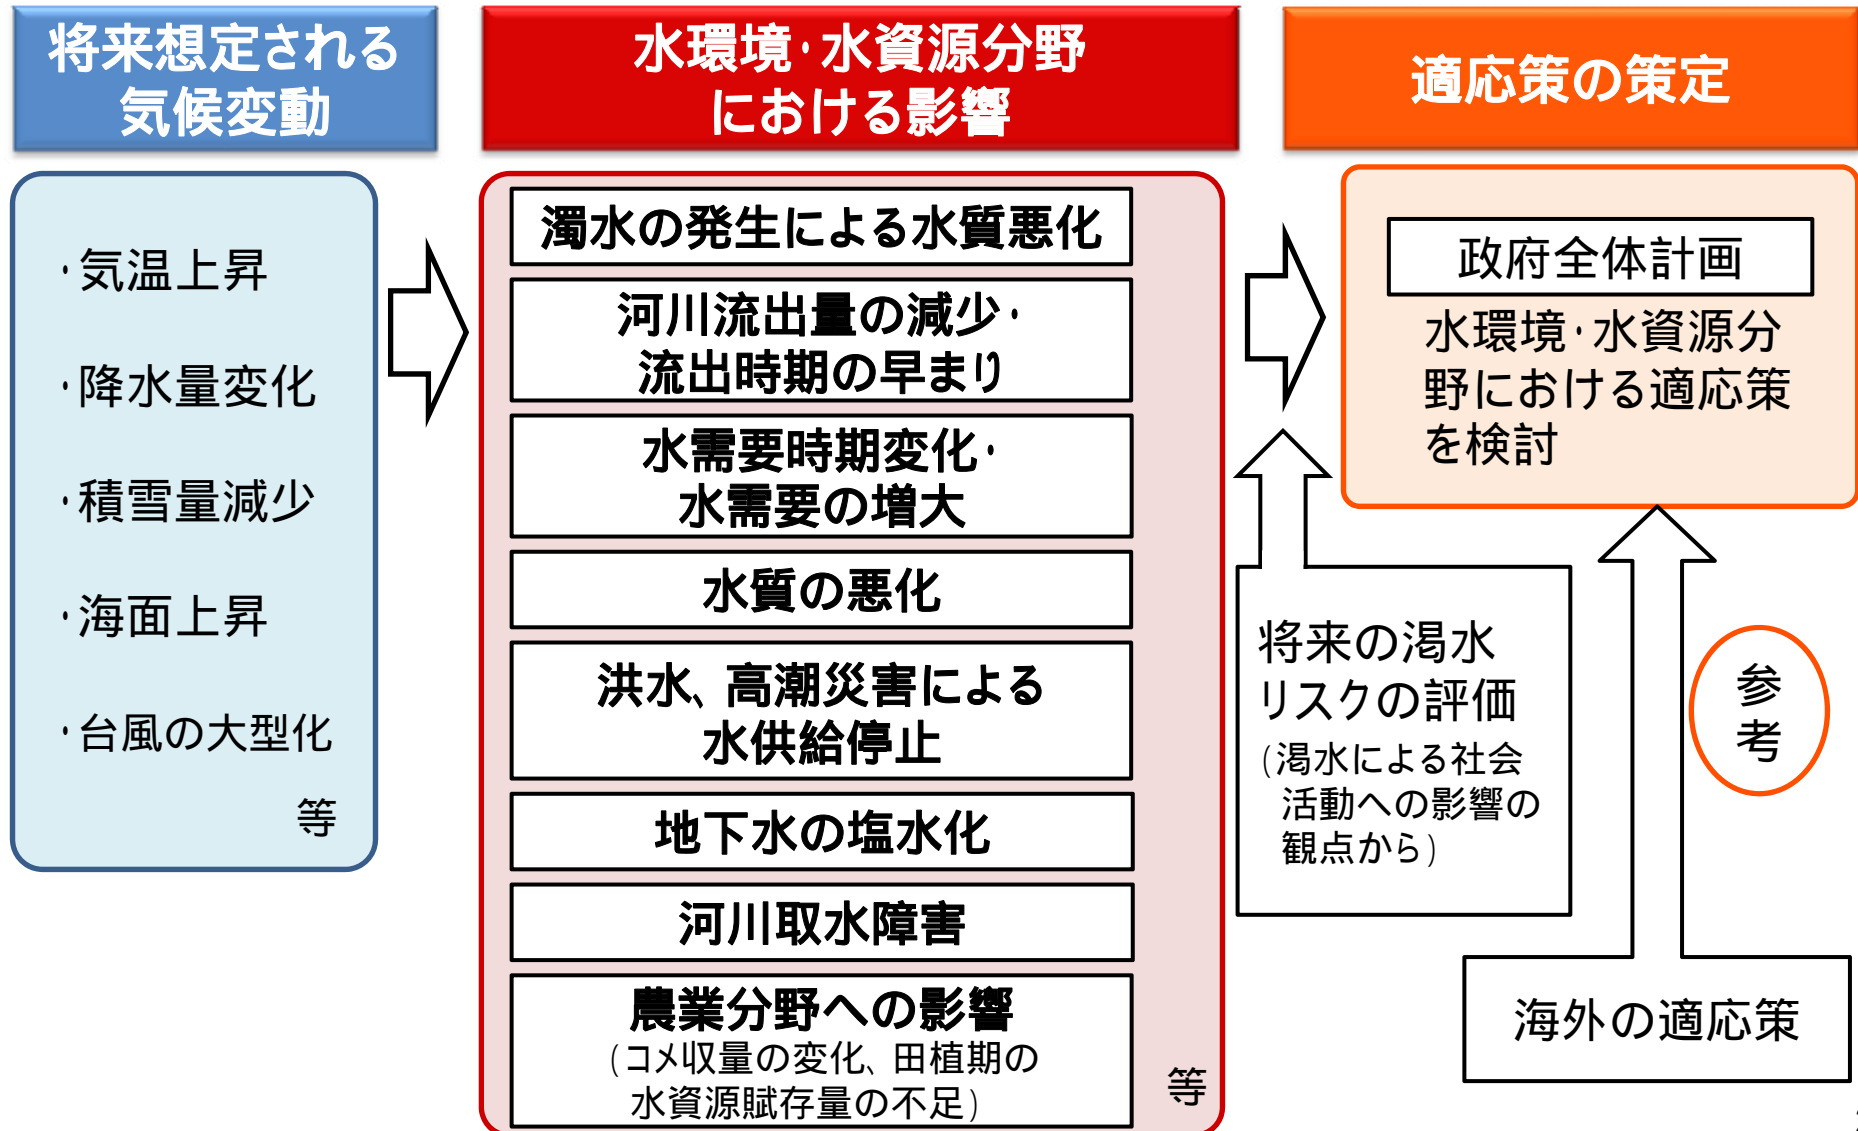 将来想定される
気候変動
水環境・水資源分野
における影響
適応策の策定
・気温上昇
・降水量変化
・積雪量減少
・海面上昇
・台風の大型化
等
濁水の発生による水質悪化
河川流出量の減少・
流出時期の早まり
水需要時期変化・
水需要の増大
水質の悪化
洪水、高潮災害による
水供給停止
地下水の塩水化
河川取水障害
農業分野への影響
(コメ収量の変化、田植期の
水資源賦存量の不足)
等
政府全体計画
水環境・水資源分
野における適応策
を検討
将来の渇水
リスクの評価
(渇水による社会
活動への影響の
観点から)
参
考
海外の適応策